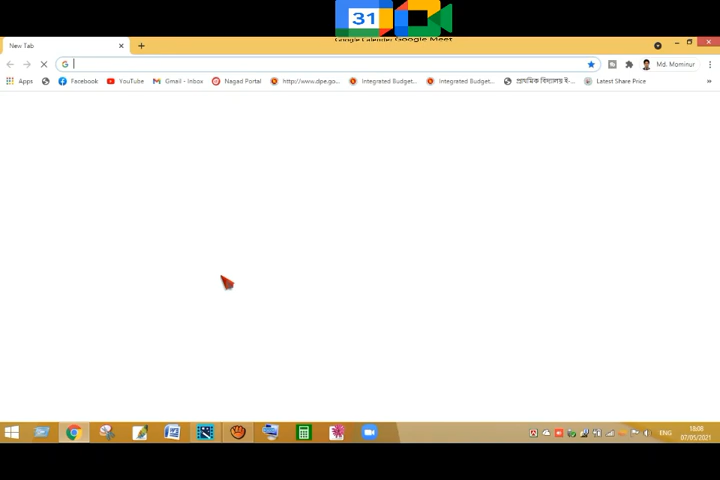 31
Google Calendar Google Meet
New Tab
G
Md. Mominur
Apps Facebook YouTube Gmail - Inbox Nagad Portal http://www.dpe.go... Integrated Budget... Integrated Budget... প্রাথমিক বিদ্যালয় ই-... Latest Share Price »
ENG
18:08
07/05/2021